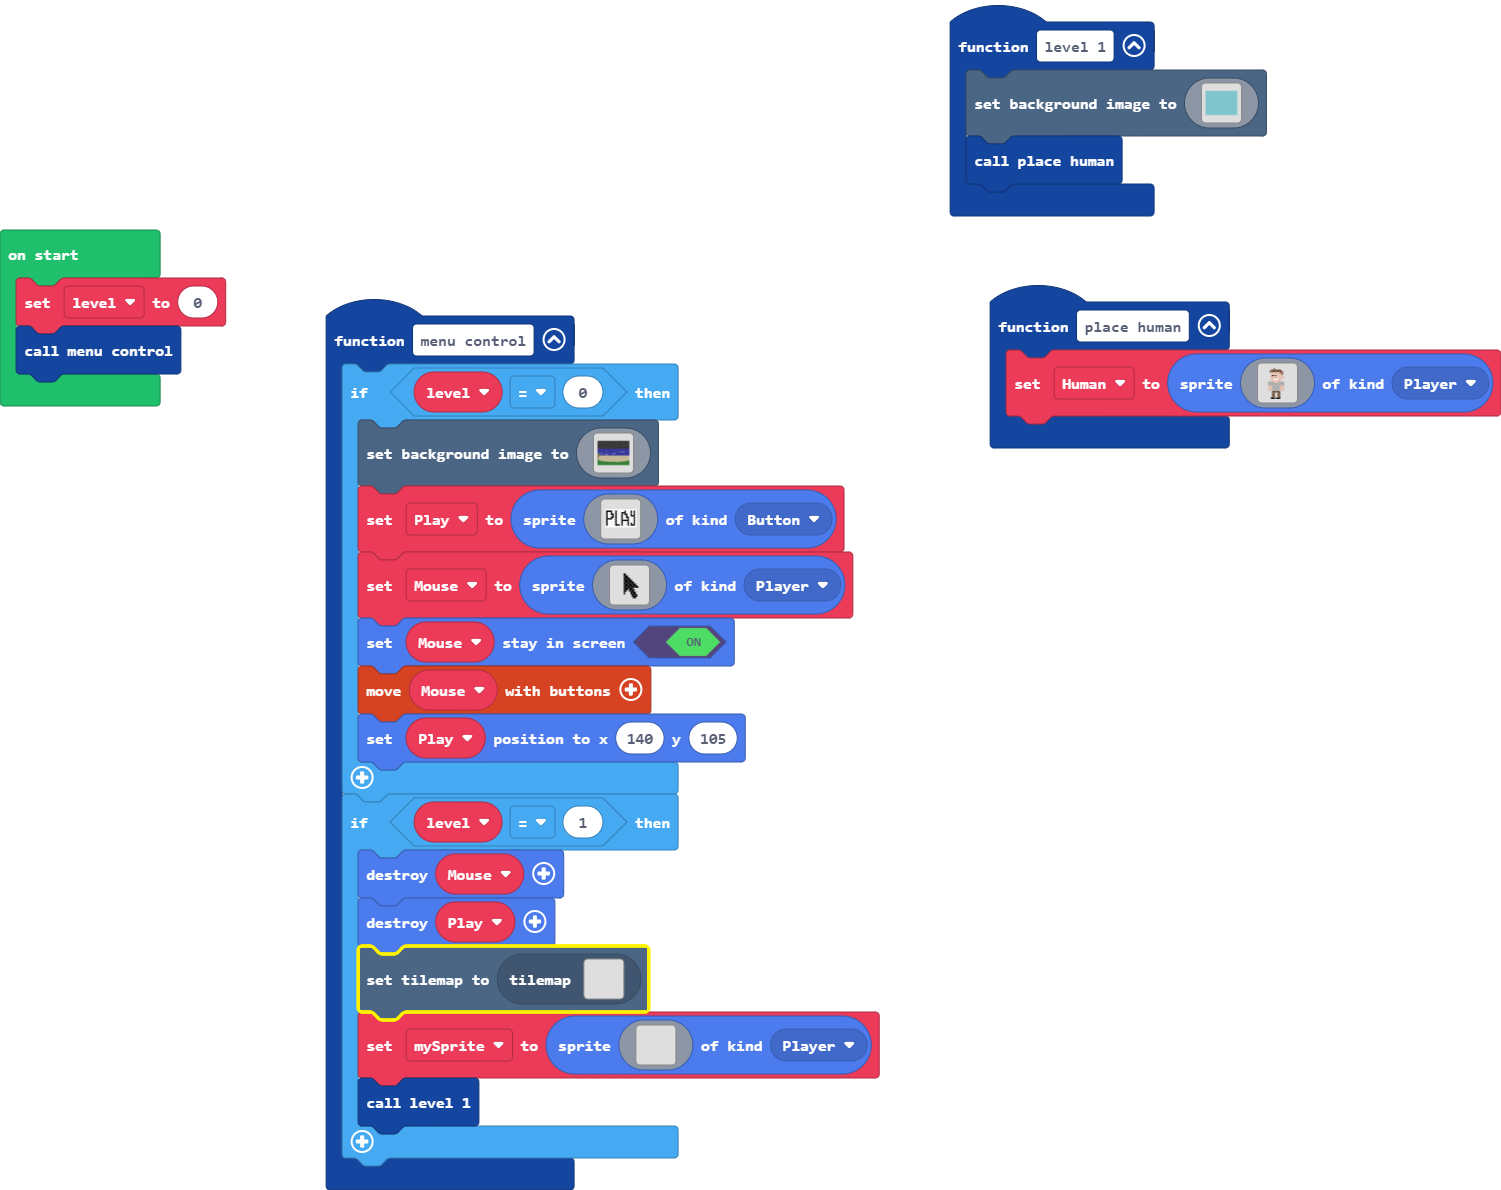 on start
set level to 0
call menu control
function menu control
if level = 0 then
set background image to
set Play to sprite PLAY of kind Button
set Mouse to sprite of kind Player
set Mouse stay in screen ON
move Mouse with buttons
set Play position to x 140 y 105
if level = 1 then
destroy Mouse
destroy Play
set tilemap to tilemap
set mySprite to sprite of kind Player
call level 1
function level 1
set background image to
call place human
function place human
set Human to sprite of kind Player